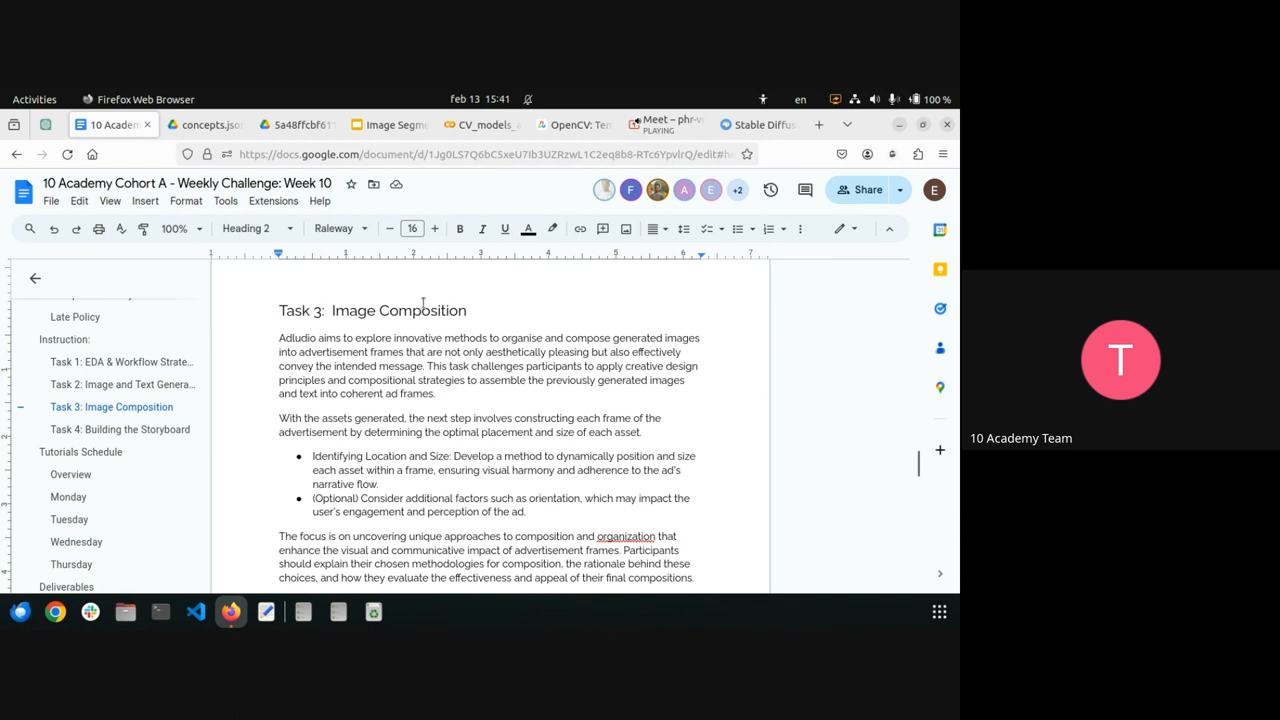 Activities Firefox Web Browser feb 13 15:41 en 100 %
10 Academ concepts.jso 5a48ffcbf61 Image Segm CV_models_ OpenCV: Tem Meet – phr-v Stable Diffus
PLAYING
https://docs.google.com/document/d/1Jg0LS7Q6bC5xeU7Ib3UZRzwL1C2eq8b8-RTc6YpvlrQ/edit#h
10 Academy Cohort A - Weekly Challenge: Week 10
File Edit View Insert Format Tools Extensions Help
F A E +2 Share E
100% Heading 2 Raleway 16
1 1 2 3 4 5 6 7
Late Policy
Instruction:
Task 1: EDA & Workflow Strate...
Task 2: Image and Text Genera...
Task 3: Image Composition
Task 4: Building the Storyboard
Tutorials Schedule
Overview
Monday
Tuesday
Wednesday
Thursday
Deliverables
Task 3: Image Composition
Adludio aims to explore innovative methods to organise and compose generated images
into advertisement frames that are not only aesthetically pleasing but also effectively
convey the intended message. This task challenges participants to apply creative design
principles and compositional strategies to assemble the previously generated images
and text into coherent ad frames.
With the assets generated, the next step involves constructing each frame of the
advertisement by determining the optimal placement and size of each asset.
● Identifying Location and Size: Develop a method to dynamically position and size
each asset within a frame, ensuring visual harmony and adherence to the ad's
narrative flow.
● (Optional) Consider additional factors such as orientation, which may impact the
user's engagement and perception of the ad.
The focus is on uncovering unique approaches to composition and organization that
enhance the visual and communicative impact of advertisement frames. Participants
should explain their chosen methodologies for composition, the rationale behind these
choices, and how they evaluate the effectiveness and appeal of their final compositions.
T
10 Academy Team